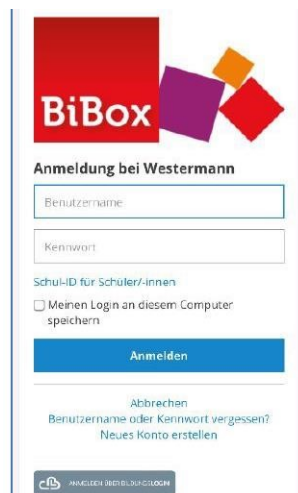 BiBox
Anmeldung bei Westermann
Benutzername
Kennwort
Schul-ID für Schüler/-innen
Meinen Login an diesem Computer
speichern
Anmelden
Abbrechen
Benutzername oder Kennwort vergessen?
Neues Konto erstellen
ANMELDEN ÜBER BILDUNGSLOGIN